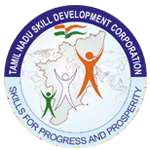 TAMIL NADU SKILL DEVELOPMENT CORPORATION
SKILLS FOR PROGRESS AND PROSPERITY